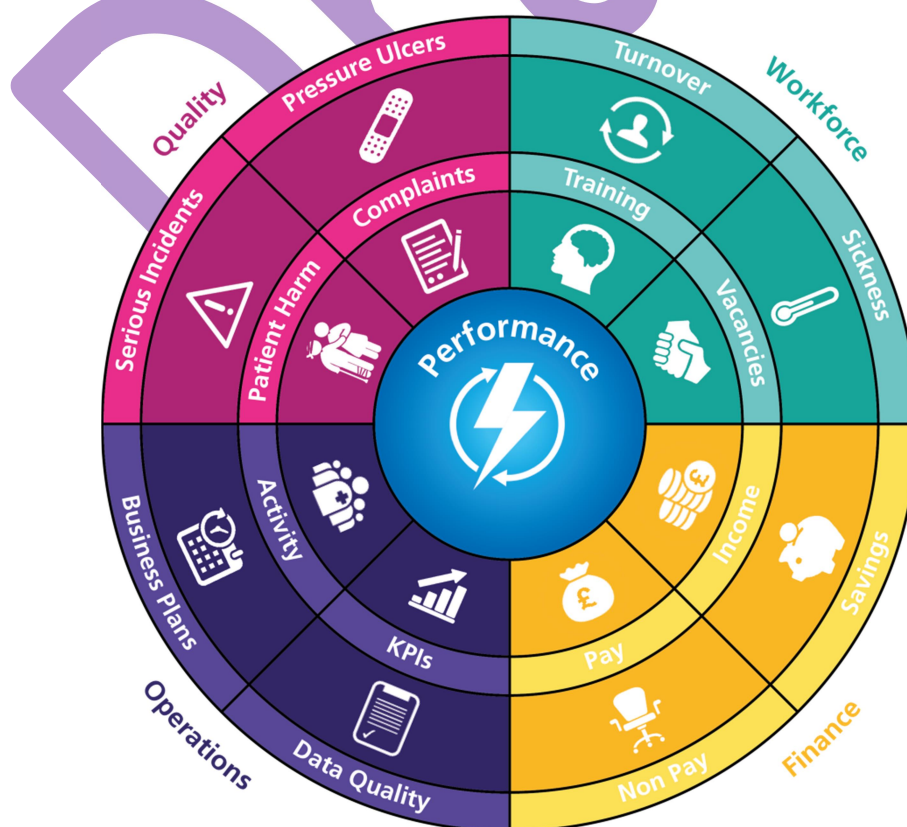 Quality
Workforce
Pressure Ulcers
Turnover
Serious Incidents
Complaints
Training
Sickness
Patient Harm
Vacancies
Performance
£
Business Plans
Activity
Income
Savings
KPIs
£
Pay
Data Quality
Non Pay
Operations
Finance